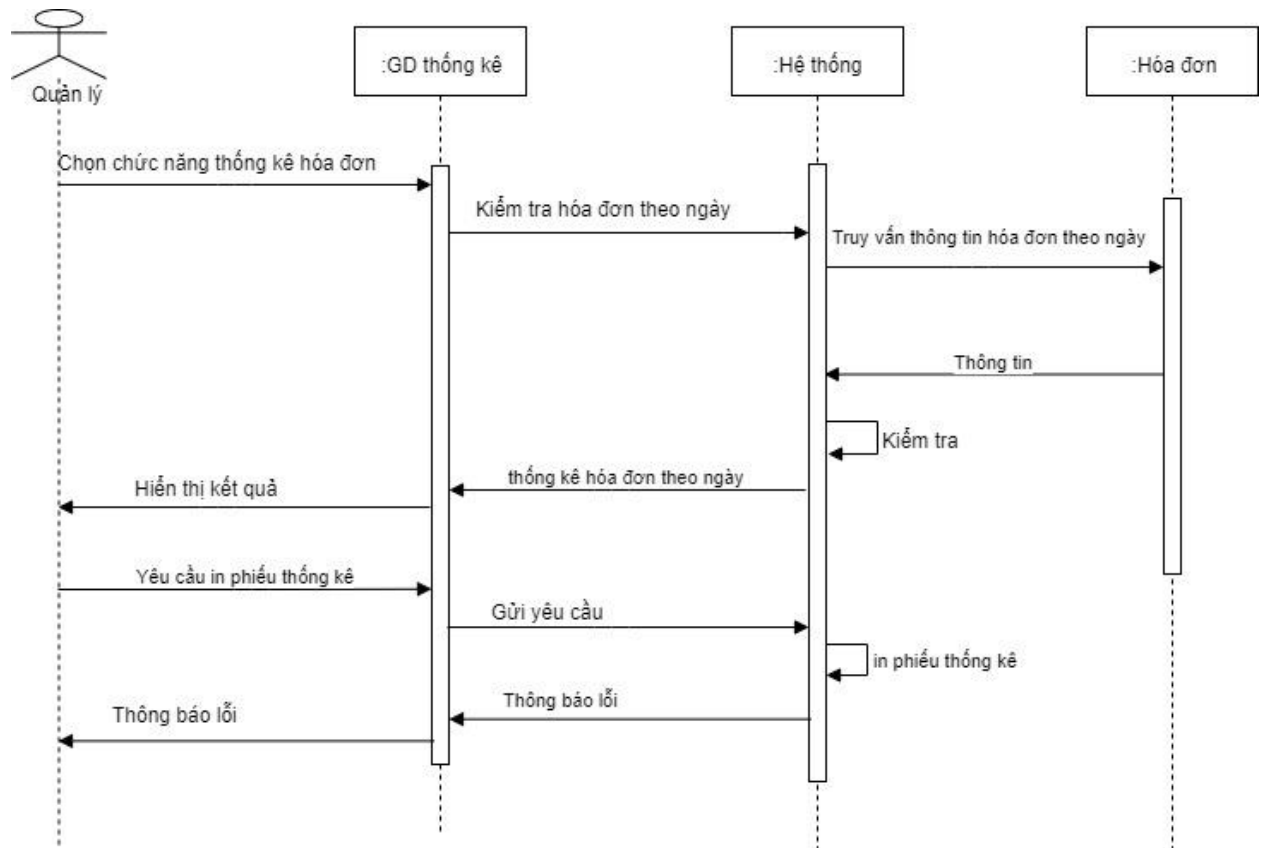 :GD thống kê
:Hệ thống
:Hóa đơn
Quản lý
Chọn chức năng thống kê hóa đơn
Kiểm tra hóa đơn theo ngày
Truy vấn thông tin hóa đơn theo ngày
Thông tin
Kiểm tra
thống kê hóa đơn theo ngày
Hiển thị kết quả
Yêu cầu in phiếu thống kê
Gửi yêu cầu
in phiếu thống kê
Thông báo lỗi
Thông báo lỗi